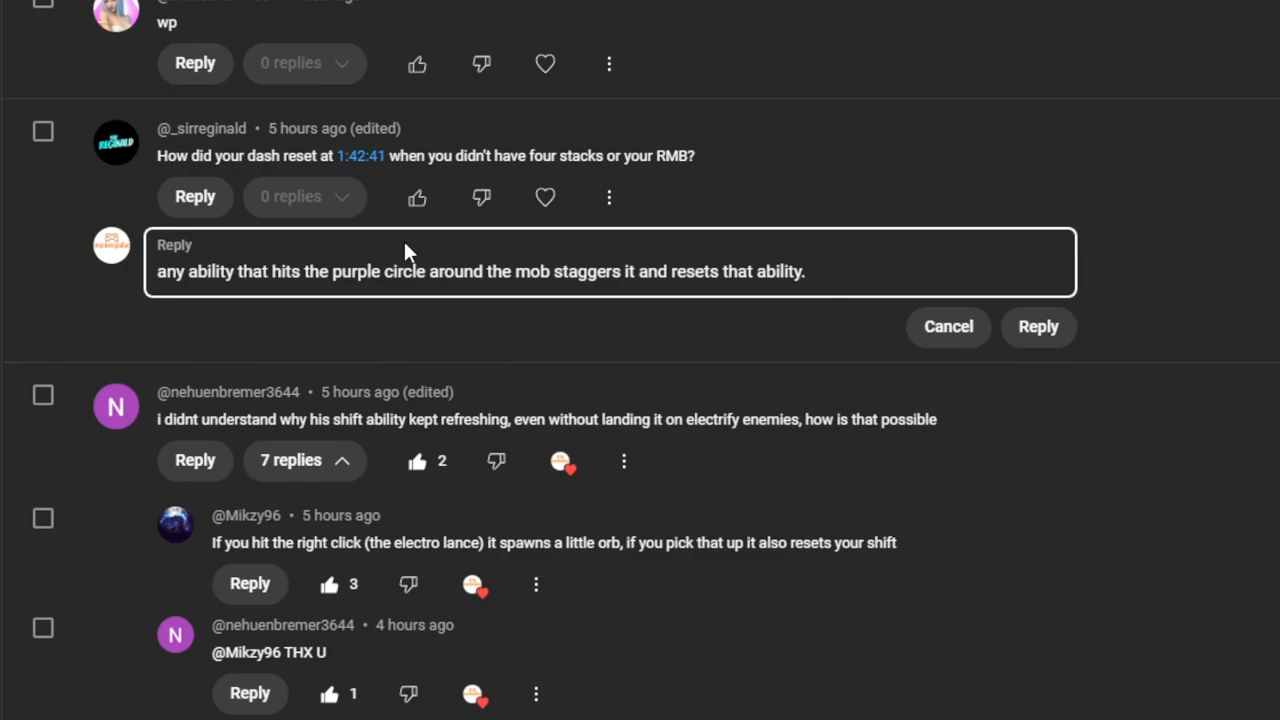 wp
Reply 0 replies
@_sirreginald • 5 hours ago (edited)
How did your dash reset at 1:42:41 when you didn't have four stacks or your RMB?
Reply 0 replies
Reply
any ability that hits the purple circle around the mob staggers it and resets that ability.
Cancel Reply
@nehuenbremer3644 • 5 hours ago (edited)
i didnt understand why his shift ability kept refreshing, even without landing it on electrify enemies, how is that possible
Reply 7 replies 2
@Mikzy96 • 5 hours ago
If you hit the right click (the electro lance) it spawns a little orb, if you pick that up it also resets your shift
Reply 3
N @nehuenbremer3644 • 4 hours ago
@Mikzy96 THX U
Reply 1